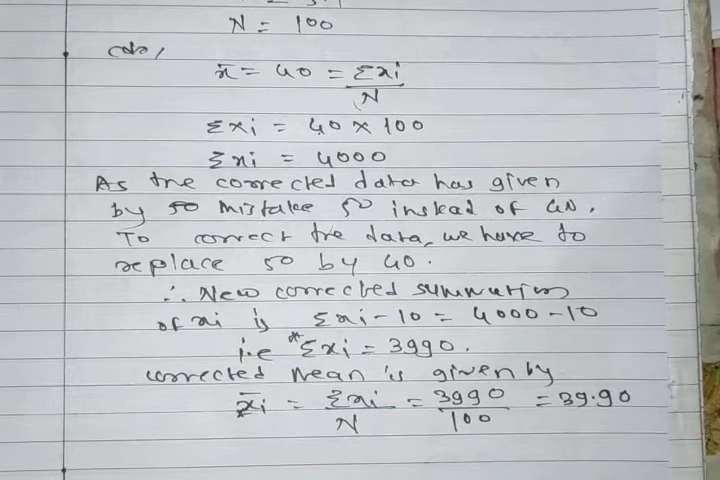 N = 100
x̄ = 40 = Σxi
N
Σxi = 40 × 100
Σxi = 4000
As the corrected data has given
by 50 mistake 50 instead of 40.
To correct the data, we have to
replace 50 by 40.
∴ New corrected summation
of xi is Σxi - 10 = 4000 - 10
i.e *Σxi = 3990.
corrected mean is given by
x̄i = Σxi = 3990 = 39.90
N 100